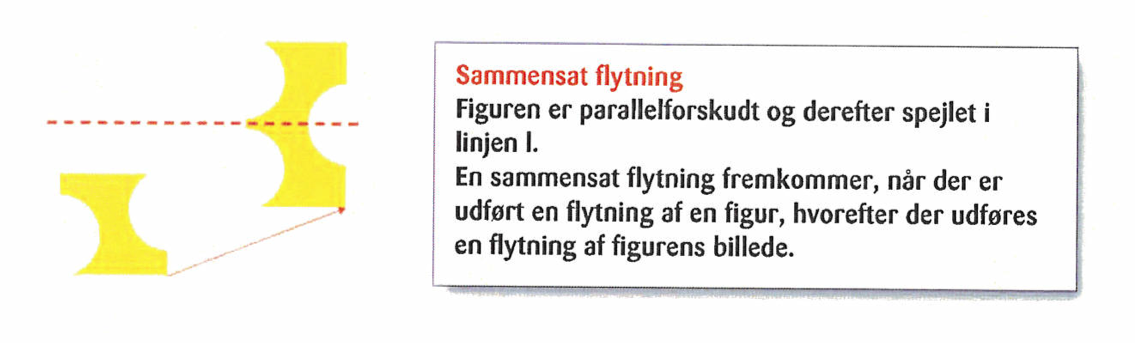 Sammensat flytning
Figuren er parallelforskudt og derefter spejlet i
linjen l.
En sammensat flytning fremkommer, når der er
udført en flytning af en figur, hvorefter der udføres
en flytning af figurens billede.